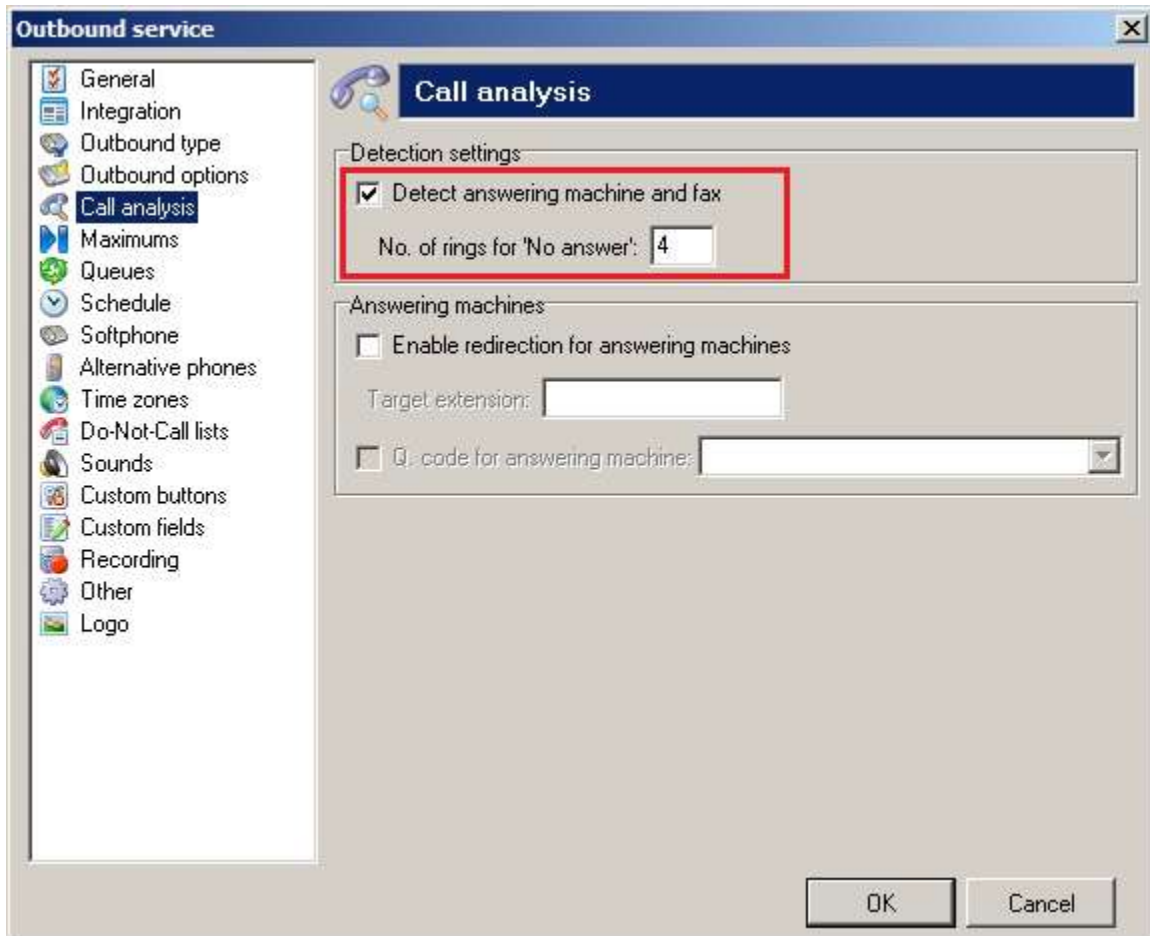 Outbound service
General
Integration
Outbound type
Outbound options
Call analysis
Maximums
Queues
Schedule
Softphone
Alternative phones
Time zones
Do-Not-Call lists
Sounds
Custom buttons
Custom fields
Recording
Other
Logo
Call analysis
Detection settings
Detect answering machine and fax
No. of rings for 'No answer': 4
Answering machines
Enable redirection for answering machines
Target extension:
Q. code for answering machine:
OK Cancel